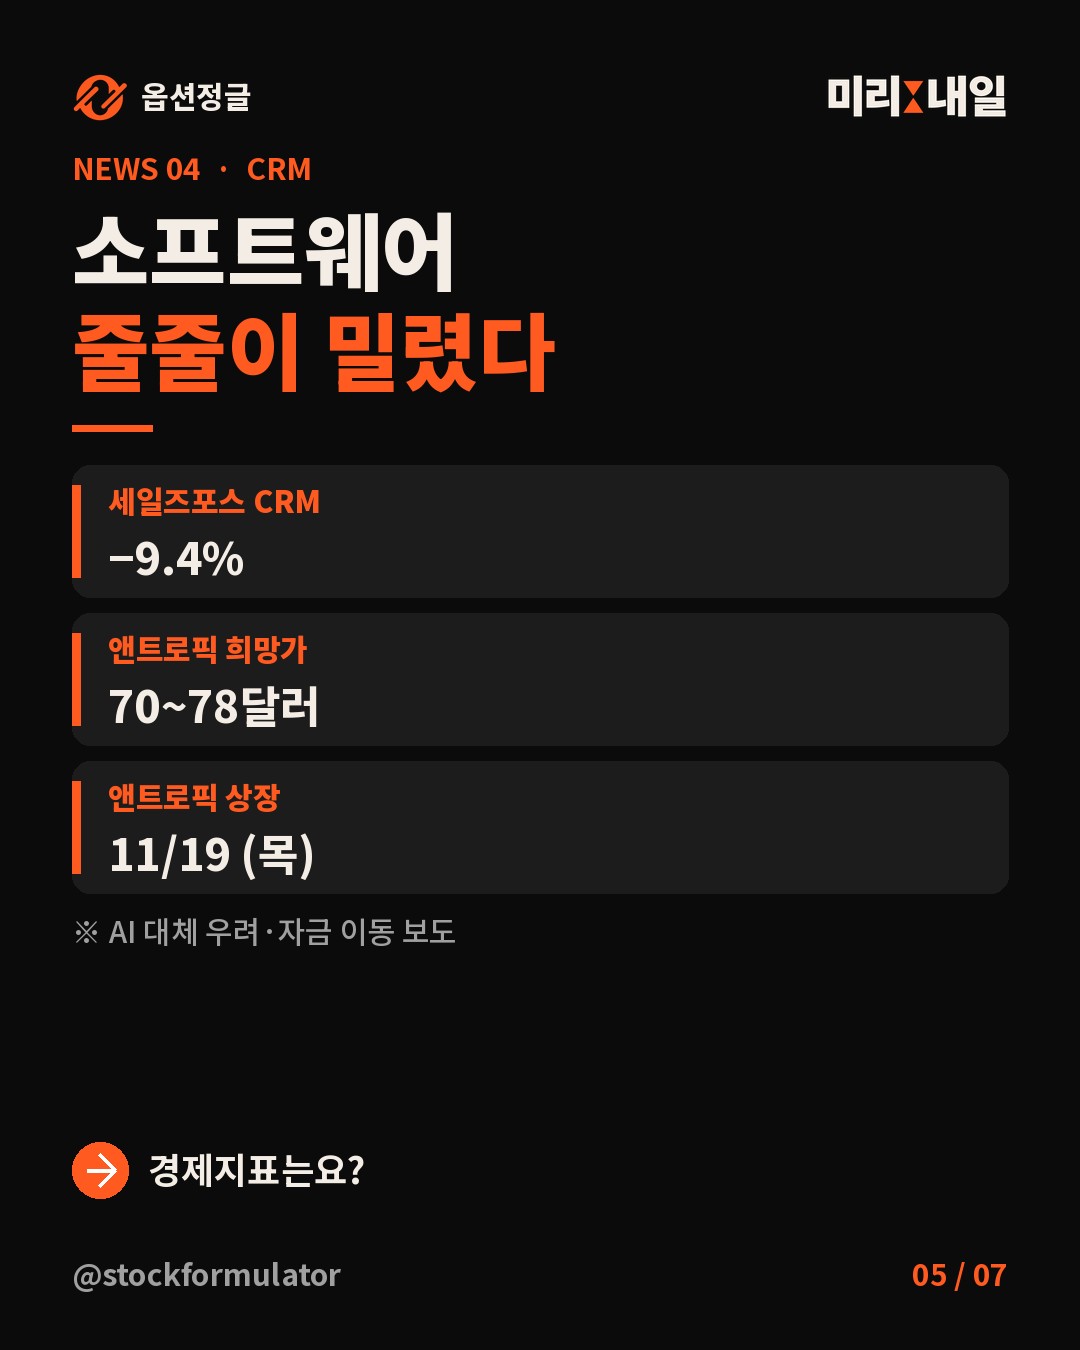 옵션정글
미리내일
NEWS 04 · CRM
소프트웨어
줄줄이 밀렸다
세일즈포스 CRM
−9.4%
앤트로픽 희망가
70~78달러
앤트로픽 상장
11/19 (목)
※ AI 대체 우려·자금 이동 보도
경제지표는요?
@stockformulator
05 / 07